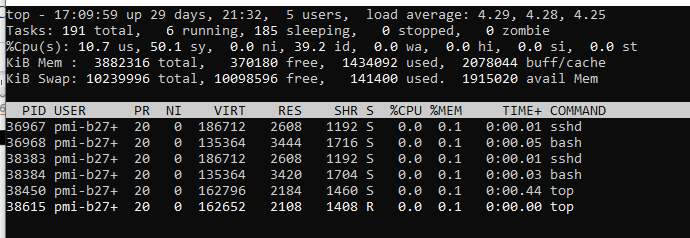 top - 17:09:59 up 29 days, 21:32,  5 users,  load average: 4.29, 4.28, 4.25
Tasks: 191 total,   6 running, 185 sleeping,   0 stopped,   0 zombie
%Cpu(s): 10.7 us, 50.1 sy,  0.0 ni, 39.2 id,  0.0 wa,  0.0 hi,  0.0 si,  0.0 st
KiB Mem :  3882316 total,   370180 free,  1434092 used,  2078044 buff/cache
KiB Swap: 10239996 total, 10098596 free,   141400 used.  1915020 avail Mem
PID USER      PR  NI    VIRT    RES    SHR S  %CPU %MEM     TIME+ COMMAND
36967 pmi-b27+  20   0  186712   2608   1192 S   0.0  0.1   0:00.01 sshd
36968 pmi-b27+  20   0  135364   3444   1716 S   0.0  0.1   0:00.05 bash
38383 pmi-b27+  20   0  186712   2608   1192 S   0.0  0.1   0:00.01 sshd
38384 pmi-b27+  20   0  135364   3420   1704 S   0.0  0.1   0:00.03 bash
38450 pmi-b27+  20   0  162796   2184   1460 S   0.0  0.1   0:00.44 top
38615 pmi-b27+  20   0  162652   2108   1408 R   0.0  0.1   0:00.00 top